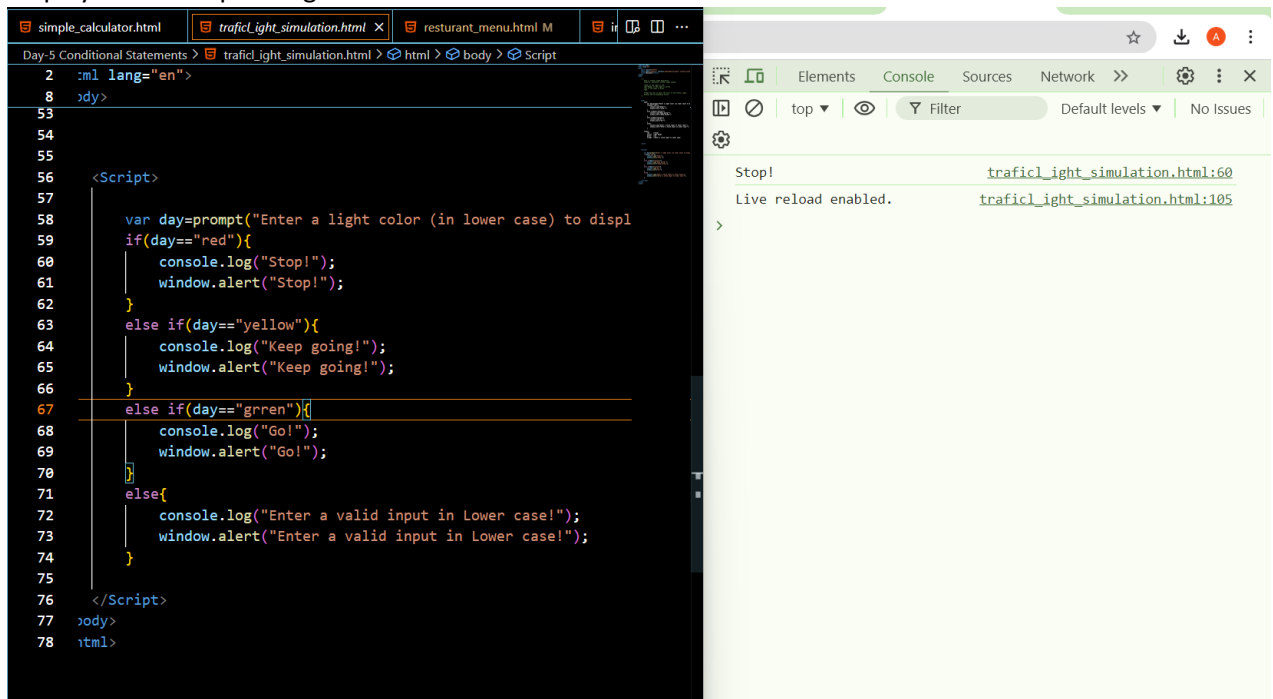 simple_calculator.html traficl_ight_simulation.html × resturant_menu.html M
Day-5 Conditional Statements > traficl_ight_simulation.html > html > body > Script
2 :ml lang="en">
8 ody>
53
54
55
56 <Script>
57
58 var day=prompt("Enter a light color (in lower case) to displ
59 if(day=="red"){
60 console.log("Stop!");
61 window.alert("Stop!");
62 }
63 else if(day=="yellow"){
64 console.log("Keep going!");
65 window.alert("Keep going!");
66 }
67 else if(day=="grren"){
68 console.log("Go!");
69 window.alert("Go!");
70 }
71 else{
72 console.log("Enter a valid input in Lower case!");
73 window.alert("Enter a valid input in Lower case!");
74 }
75
76 </Script>
77 body>
78 html>
A
Elements Console Sources Network >>
top Filter Default levels No Issues
Stop! traficl_ight_simulation.html:60
Live reload enabled. traficl_ight_simulation.html:105
>